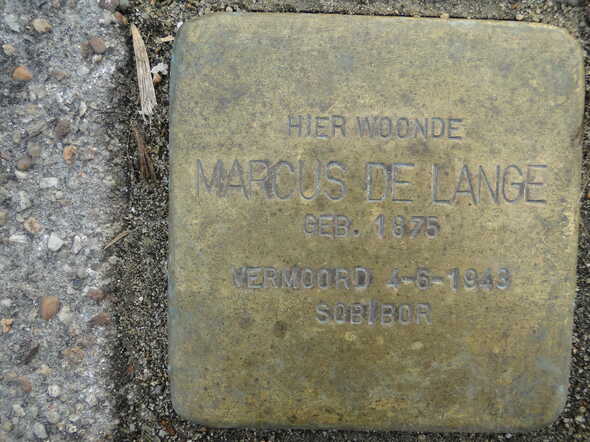 HIER WOONDE
MARCUS DE LANGE
GEB. 1875
VERMOORD 4-6-1943
SOBIBOR